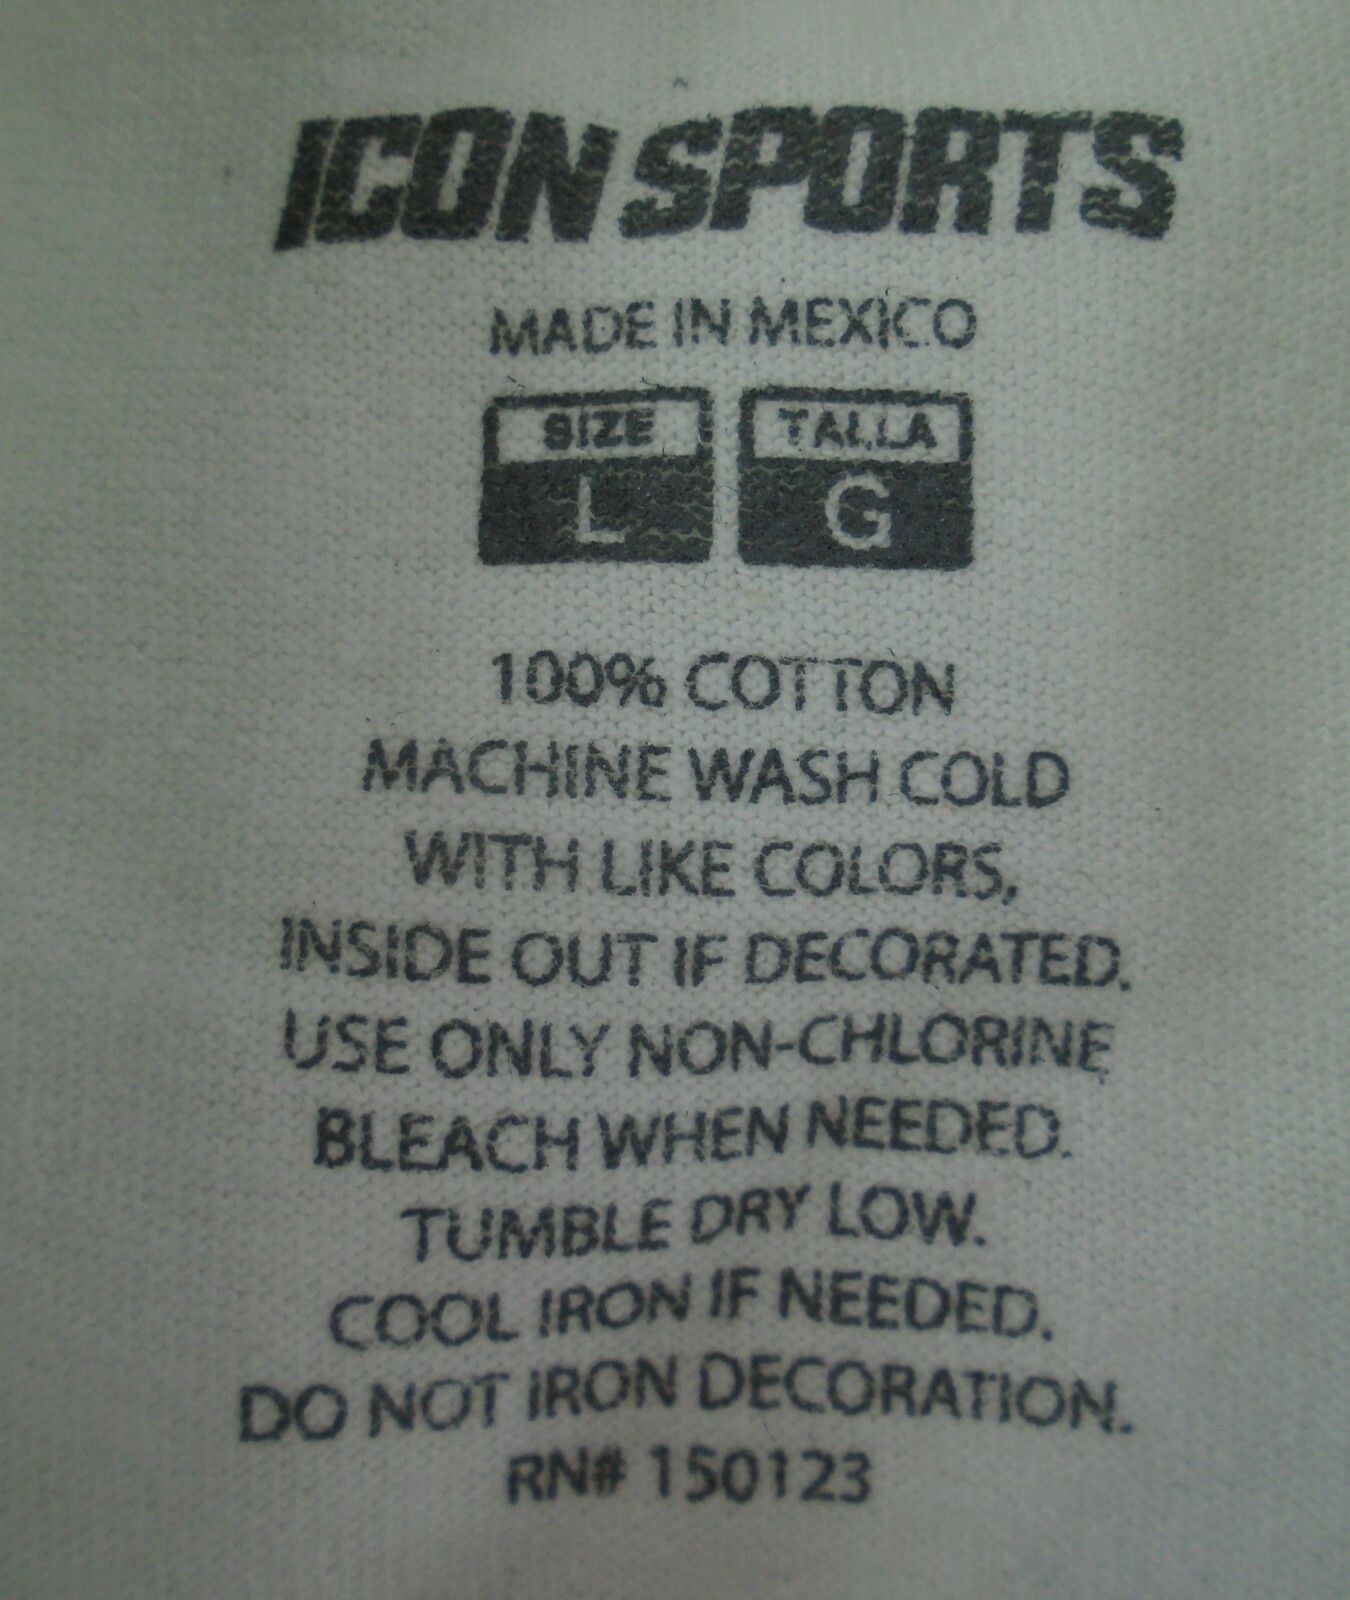 ICON SPORTS
MADE IN MEXICO
SIZE TALLA
L G
100% COTTON
MACHINE WASH COLD
WITH LIKE COLORS,
INSIDE OUT IF DECORATED.
USE ONLY NON-CHLORINE
BLEACH WHEN NEEDED.
TUMBLE DRY LOW.
COOL IRON IF NEEDED.
DO NOT IRON DECORATION.
RN# 150123